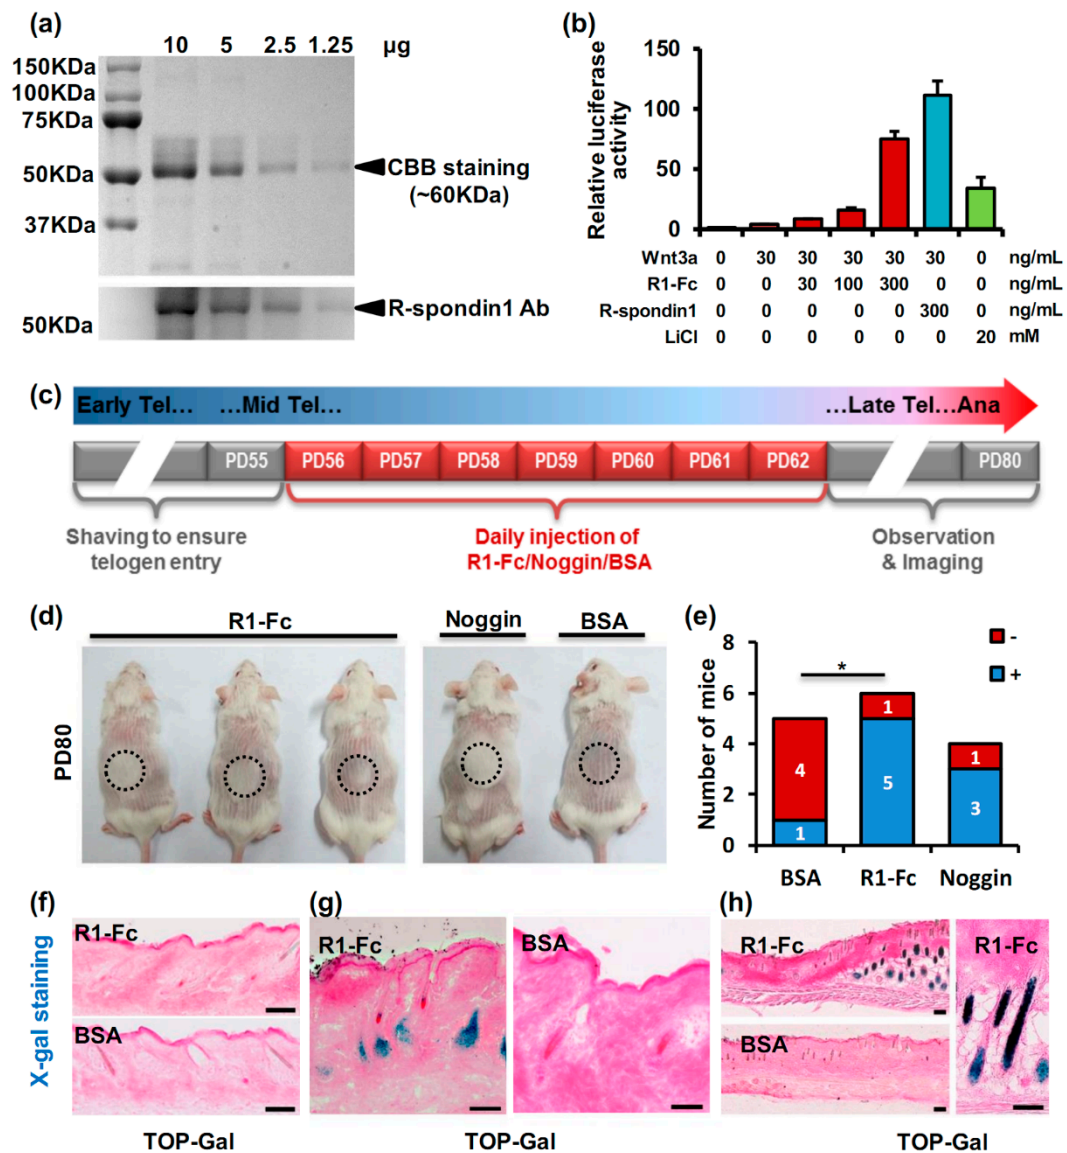 (a)
10 5 2.5 1.25 µg
150KDa
100KDa
75KDa
50KDa
37KDa
CBB staining
(~60KDa)
50KDa
R-spondin1 Ab
(b)
Relative luciferase
activity
150
100
50
0
Wnt3a 0 30 30 30 30 30 0 ng/mL
R1-Fc 0 0 30 100 300 0 0 ng/mL
R-spondin1 0 0 0 0 0 300 0 ng/mL
LiCl 0 0 0 0 0 0 20 mM
(c)
Early Tel... ...Mid Tel... ...Late Tel...Ana
PD55 PD56 PD57 PD58 PD59 PD60 PD61 PD62 PD80
Shaving to ensure
telogen entry
Daily injection of
R1-Fc/Noggin/BSA
Observation
& Imaging
(d)
R1-Fc Noggin BSA
PD80
(e)
Number of mice
8
6
4
2
0
-
+
*
4
1
1
5
1
3
BSA R1-Fc Noggin
X-gal staining
(f)
R1-Fc
BSA
TOP-Gal
(g)
R1-Fc BSA
TOP-Gal
(h)
R1-Fc
BSA
R1-Fc
TOP-Gal